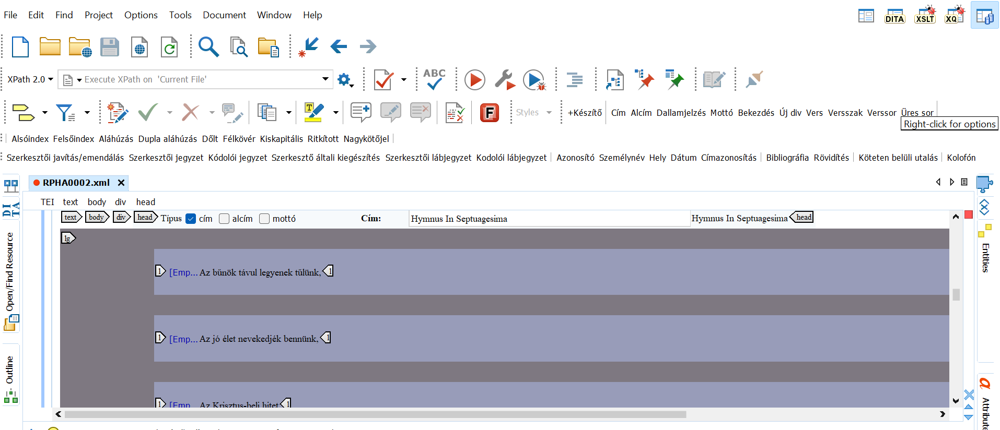 File Edit Find Project Options Tools Document Window Help
DITA XSLT XQ
XPath 2.0 Execute XPath on 'Current File' ABC
T F Styles +Készítő Cím Alcím Dallamjelzés Mottó Bekezdés Új div Vers Versszak Verssor Üres sor
Right-click for options
Alsóindex Felsőindex Aláhúzás Dupla aláhúzás Dőlt Félkövér Kiskapitális Ritkított Nagykötőjel
Szerkesztői javítás/emendálás Szerkesztői jegyzet Kódolói jegyzet Szerkesztő általi kiegészítés Szerkesztői lábjegyzet Kodolói lábjegyzet Azonosító Személynév Hely Dátum Címazonosítás Bibliográfia Rövidítés Köteten belüli utalás Kolofón
RPHA0002.xml
TEI text body div head
text body div head Típus cím alcím mottó Cím: Hymnus In Septuagesima Hymnus In Septuagesima head
lg
l [Emp... Az bűnök távul legyenek tűlünk, l
l [Emp... Az jó élet nevekedjék bennünk, l
l [Emp... Az Krisztus-beli hitet l
DITA
Open/Find Resource
Outline
Entities
Attribute